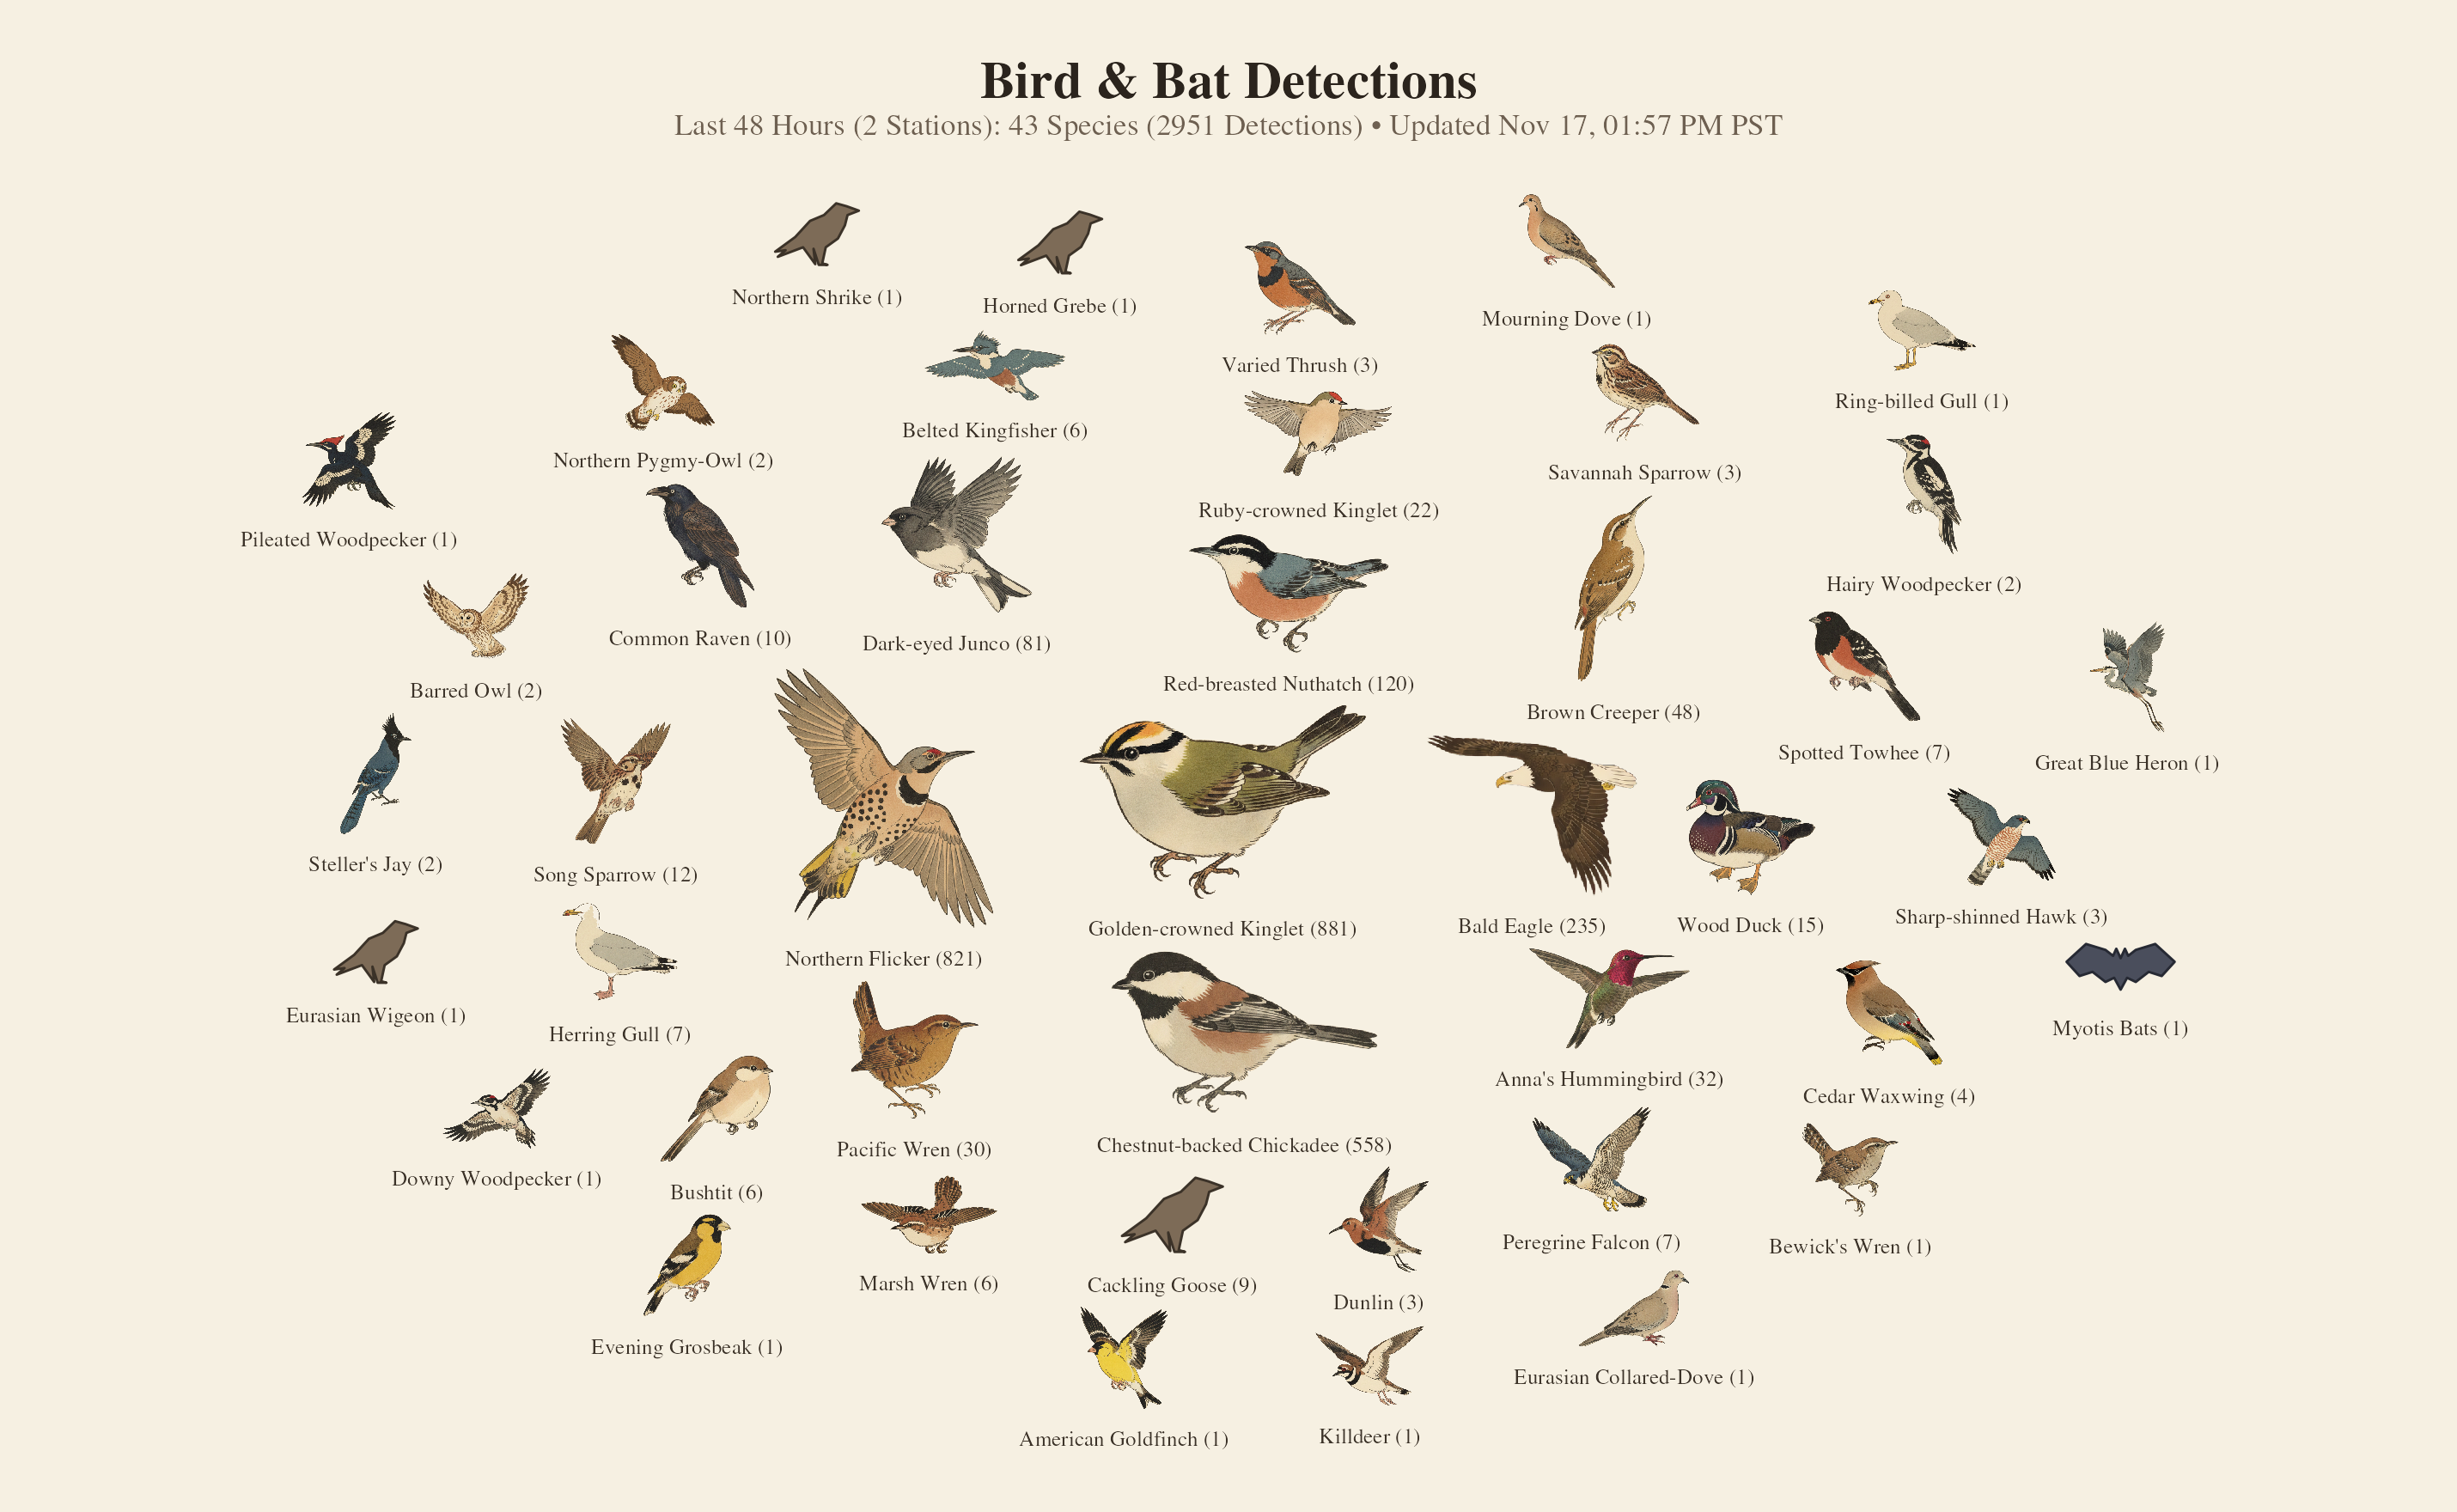 Bird & Bat Detections
Last 48 Hours (2 Stations): 43 Species (2951 Detections) • Updated Nov 17, 01:57 PM PST
Northern Shrike (1)
Horned Grebe (1)
Varied Thrush (3)
Mourning Dove (1)
Ring-billed Gull (1)
Northern Pygmy-Owl (2)
Belted Kingfisher (6)
Ruby-crowned Kinglet (22)
Savannah Sparrow (3)
Hairy Woodpecker (2)
Pileated Woodpecker (1)
Common Raven (10)
Dark-eyed Junco (81)
Red-breasted Nuthatch (120)
Brown Creeper (48)
Spotted Towhee (7)
Great Blue Heron (1)
Barred Owl (2)
Steller's Jay (2)
Song Sparrow (12)
Northern Flicker (821)
Golden-crowned Kinglet (881)
Bald Eagle (235)
Wood Duck (15)
Sharp-shinned Hawk (3)
Eurasian Wigeon (1)
Herring Gull (7)
Pacific Wren (30)
Chestnut-backed Chickadee (558)
Anna's Hummingbird (32)
Cedar Waxwing (4)
Myotis Bats (1)
Downy Woodpecker (1)
Bushtit (6)
Marsh Wren (6)
Cackling Goose (9)
Dunlin (3)
Peregrine Falcon (7)
Bewick's Wren (1)
Evening Grosbeak (1)
American Goldfinch (1)
Killdeer (1)
Eurasian Collared-Dove (1)